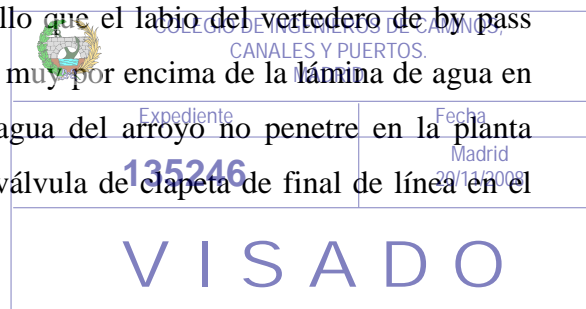 llo que el labio del vertedero de by pass
COLEGIO DE INGENIEROS DE CAMINOS,
CANALES Y PUERTOS.
MADRID
muy por encima de la lámina de agua en
Expediente Fecha
agua del arroyo no penetre en la planta
Madrid
135246 20/11/2008
válvula de clapeta de final de línea en el
VISADO